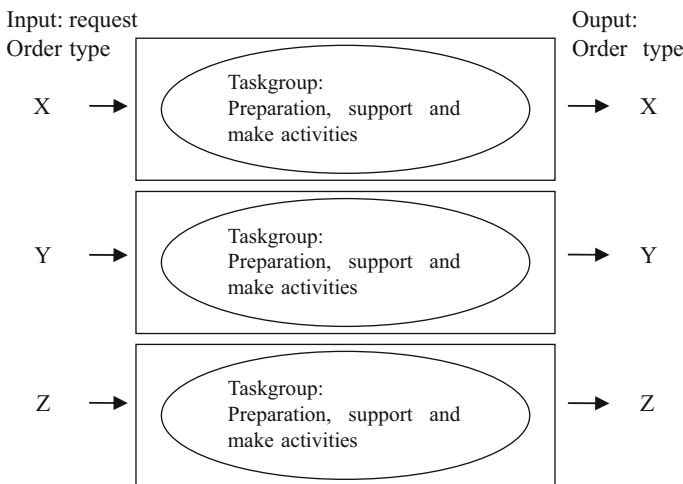 Input: request
Order type
Ouput:
Order type
Taskgroup:
Preparation, support and
make activities
X
X
Taskgroup:
Preparation, support and
make activities
Y
Y
Taskgroup:
Preparation, support and
make activities
Z
Z